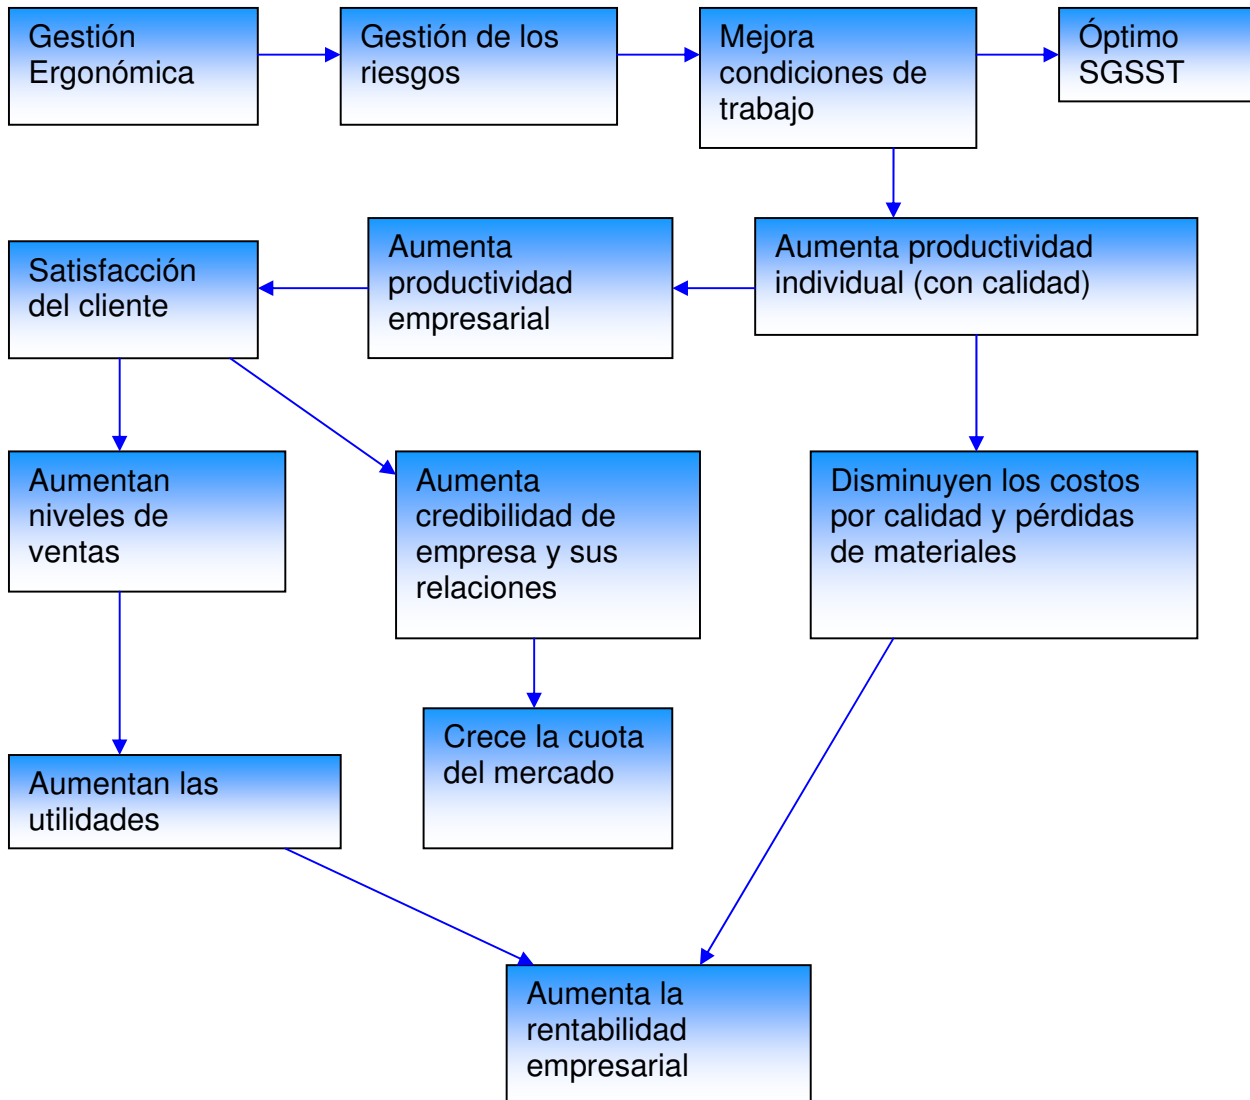 Gestión
Ergonómica
Gestión de los
riesgos
Mejora
condiciones de
trabajo
Óptimo
SGSST
Satisfacción
del cliente
Aumenta
productividad
empresarial
Aumenta productividad
individual (con calidad)
Aumentan
niveles de
ventas
Aumenta
credibilidad de
empresa y sus
relaciones
Disminuyen los costos
por calidad y pérdidas
de materiales
Crece la cuota
del mercado
Aumentan las
utilidades
Aumenta la
rentabilidad
empresarial